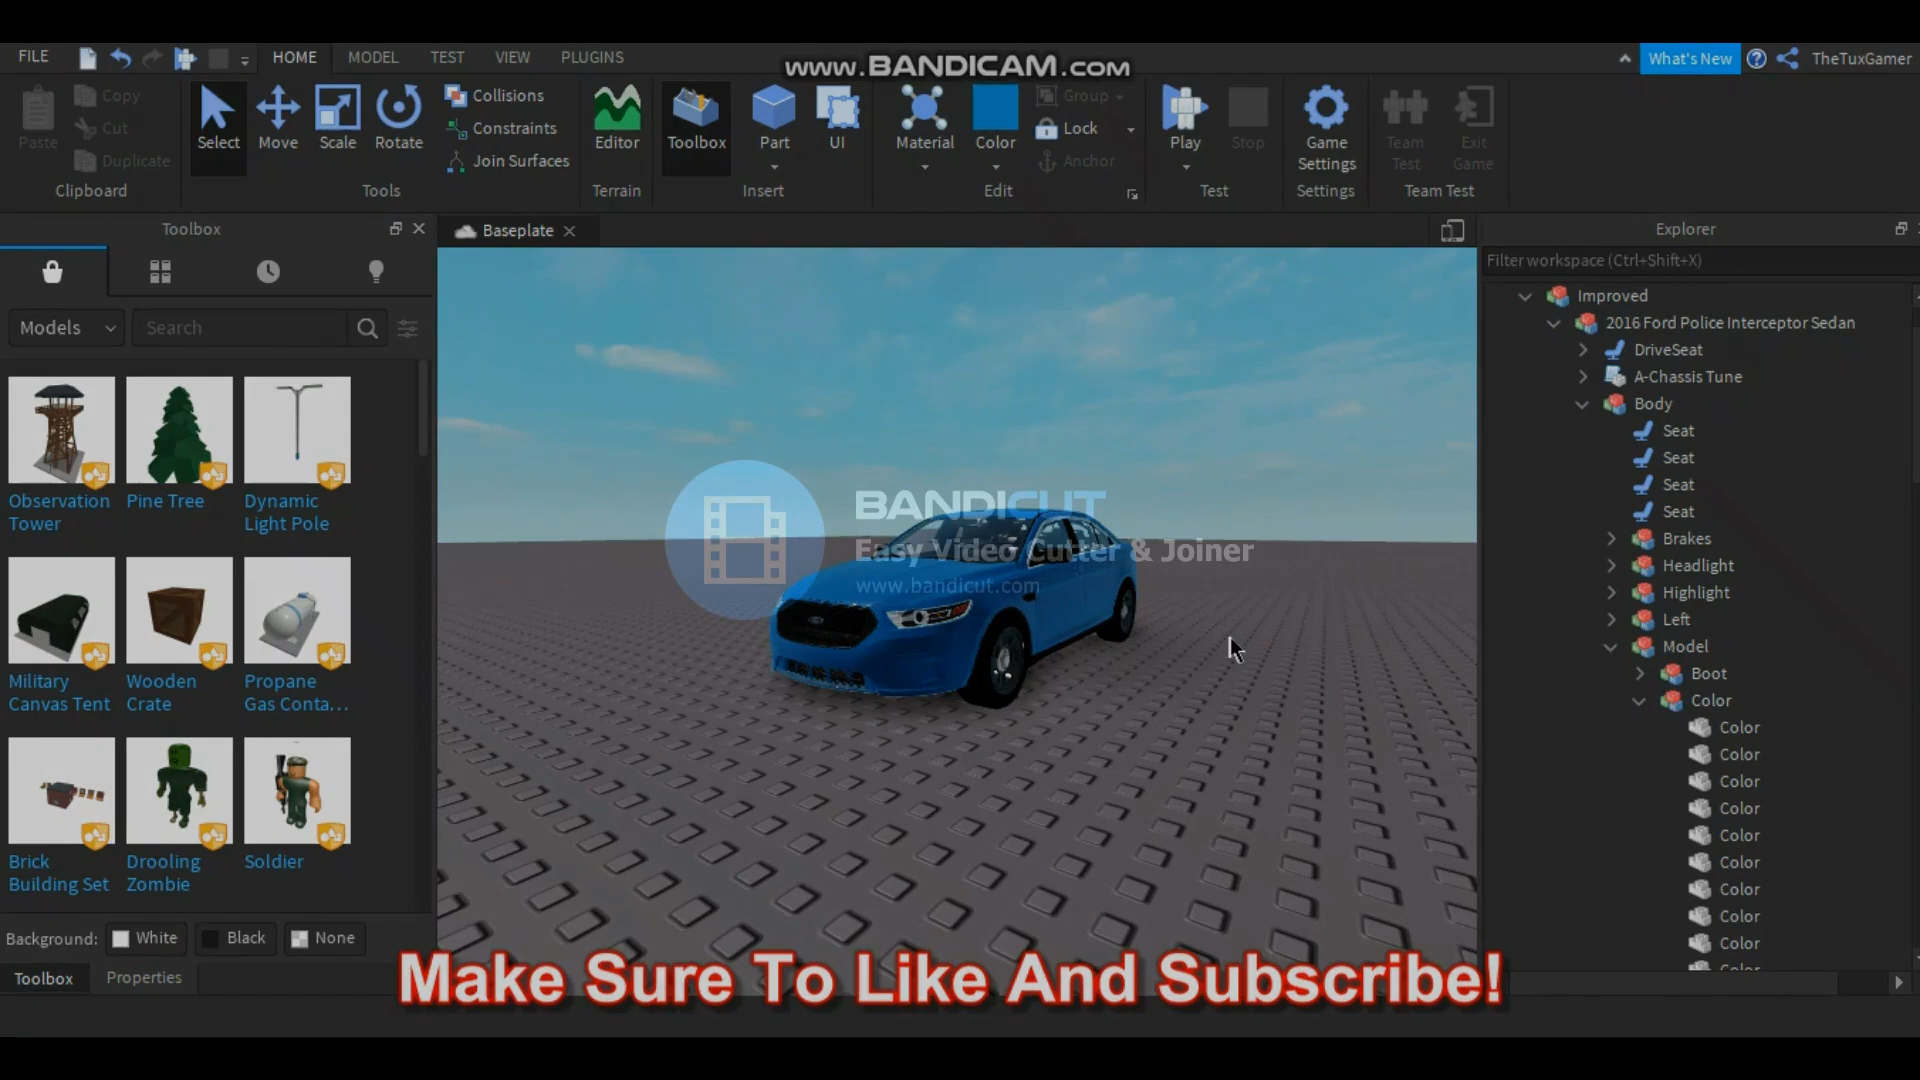 FILE
HOME
MODEL
TEST
VIEW
PLUGINS
www.BANDICAM.com
What's New
TheTuxGamer
Paste
Copy
Cut
Duplicate
Clipboard
Select
Move
Scale
Rotate
Collisions
Constraints
Join Surfaces
Tools
Editor
Terrain
Toolbox
Part
UI
Insert
Material
Color
Group
Lock
Anchor
Edit
Play
Stop
Test
Game
Settings
Settings
Team
Test
Exit
Game
Team Test
Toolbox
Models
Search
Observation
Tower
Pine Tree
Dynamic
Light Pole
Military
Canvas Tent
Wooden
Crate
Propane
Gas Conta...
Brick
Building Set
Drooling
Zombie
Soldier
Background:
White
Black
None
Toolbox
Properties
Baseplate
BANDICUT
Easy Video Cutter & Joiner
www.bandicut.com
Make Sure To Like And Subscribe!
Explorer
Filter workspace (Ctrl+Shift+X)
Improved
2016 Ford Police Interceptor Sedan
DriveSeat
A-Chassis Tune
Body
Seat
Seat
Seat
Seat
Brakes
Headlight
Highlight
Left
Model
Boot
Color
Color
Color
Color
Color
Color
Color
Color
Color
Color
Color